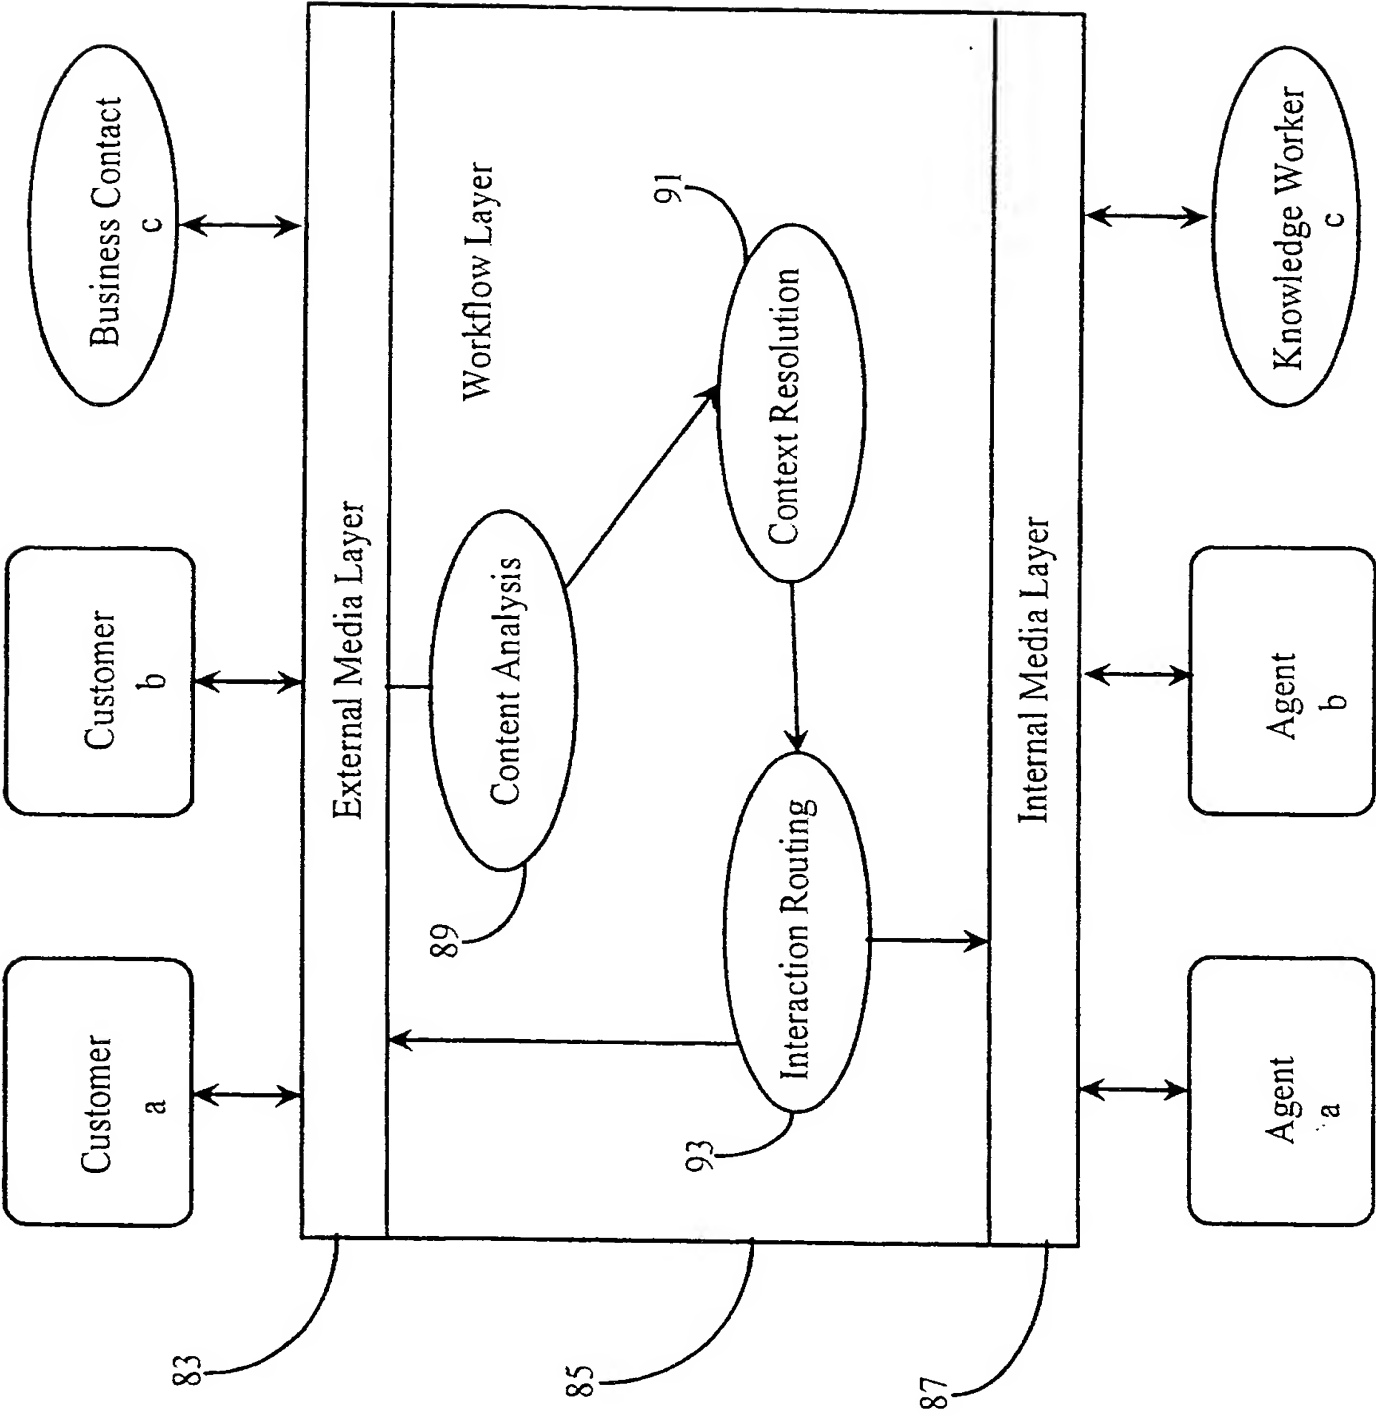 Customer
a
Customer
b
Business Contact
c
83
External Media Layer
85
Workflow Layer
89
Content Analysis
91
Context Resolution
93
Interaction Routing
87
Internal Media Layer
Agent
a
Agent
b
Knowledge Worker
c